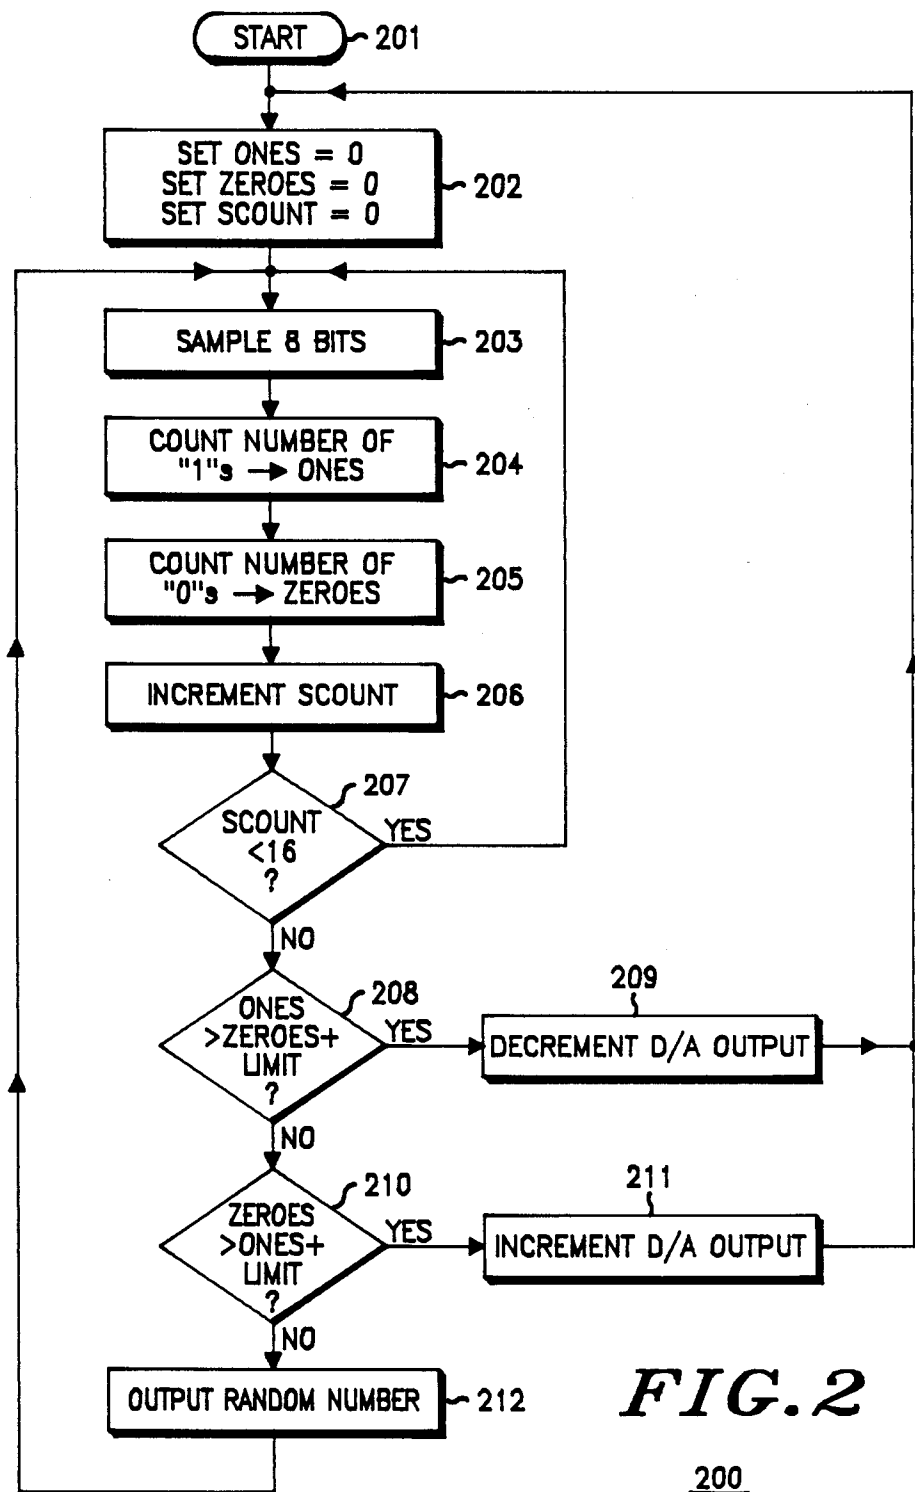 START
201
SET ONES = 0
SET ZEROES = 0
SET SCOUNT = 0
202
SAMPLE 8 BITS
203
COUNT NUMBER OF
"1"s → ONES
204
COUNT NUMBER OF
"0"s → ZEROES
205
INCREMENT SCOUNT
206
207
SCOUNT
<16
?
YES
NO
208
ONES
>ZEROES+
LIMIT
?
YES
209
DECREMENT D/A OUTPUT
NO
210
ZEROES
>ONES+
LIMIT
?
YES
211
INCREMENT D/A OUTPUT
NO
OUTPUT RANDOM NUMBER
212
FIG.2
200